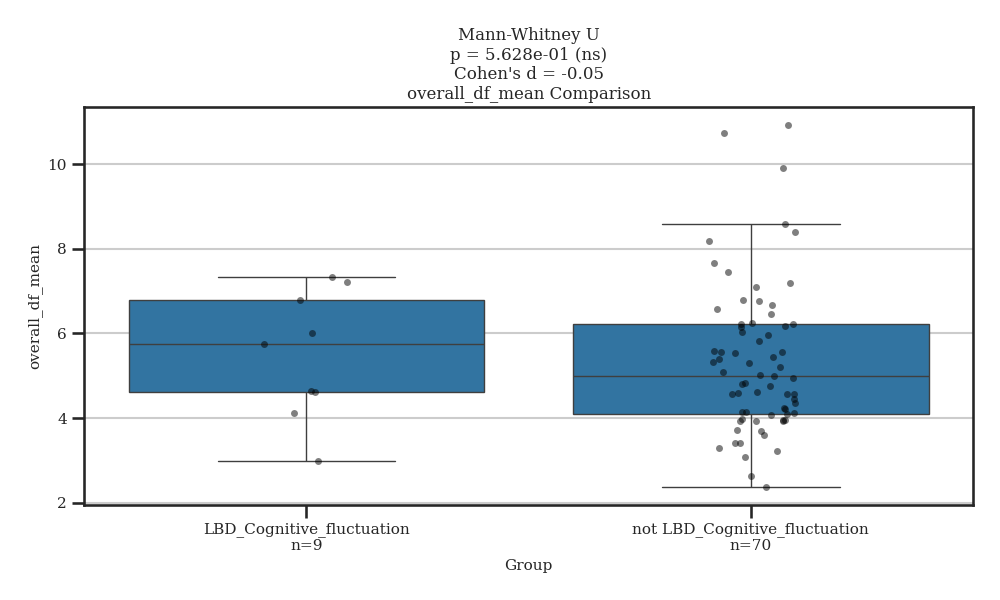 Mann-Whitney U
p = 5.628e-01 (ns)
Cohen's d = -0.05
overall_df_mean Comparison
overall_df_mean
10
8
6
4
2
LBD_Cognitive_fluctuation
n=9
not LBD_Cognitive_fluctuation
n=70
Group